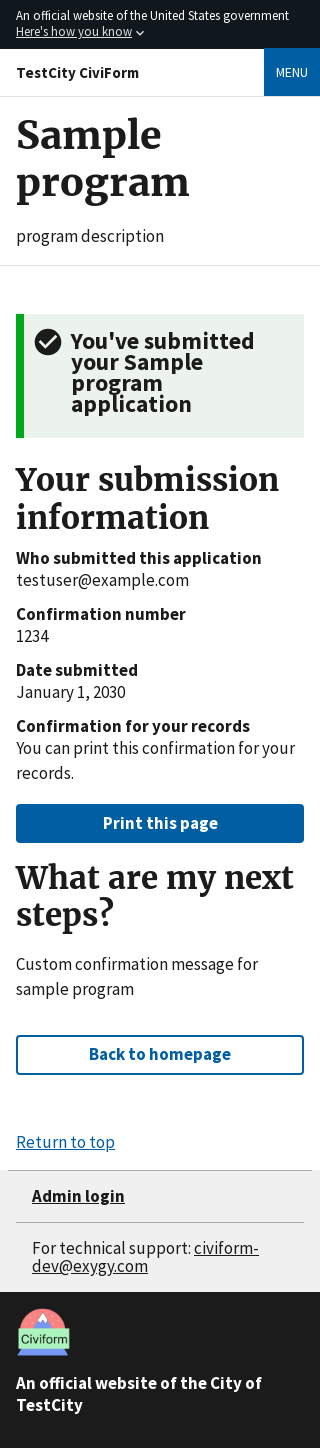 An official website of the United States government
Here's how you know
TestCity CiviForm
MENU
Sample
program
program description
You've submitted
your Sample
program
application
Your submission
information
Who submitted this application
testuser@example.com
Confirmation number
1234
Date submitted
January 1, 2030
Confirmation for your records
You can print this confirmation for your
records.
Print this page
What are my next
steps?
Custom confirmation message for
sample program
Back to homepage
Return to top
Admin login
For technical support: civiform-
dev@exygy.com
Civiform
An official website of the City of
TestCity